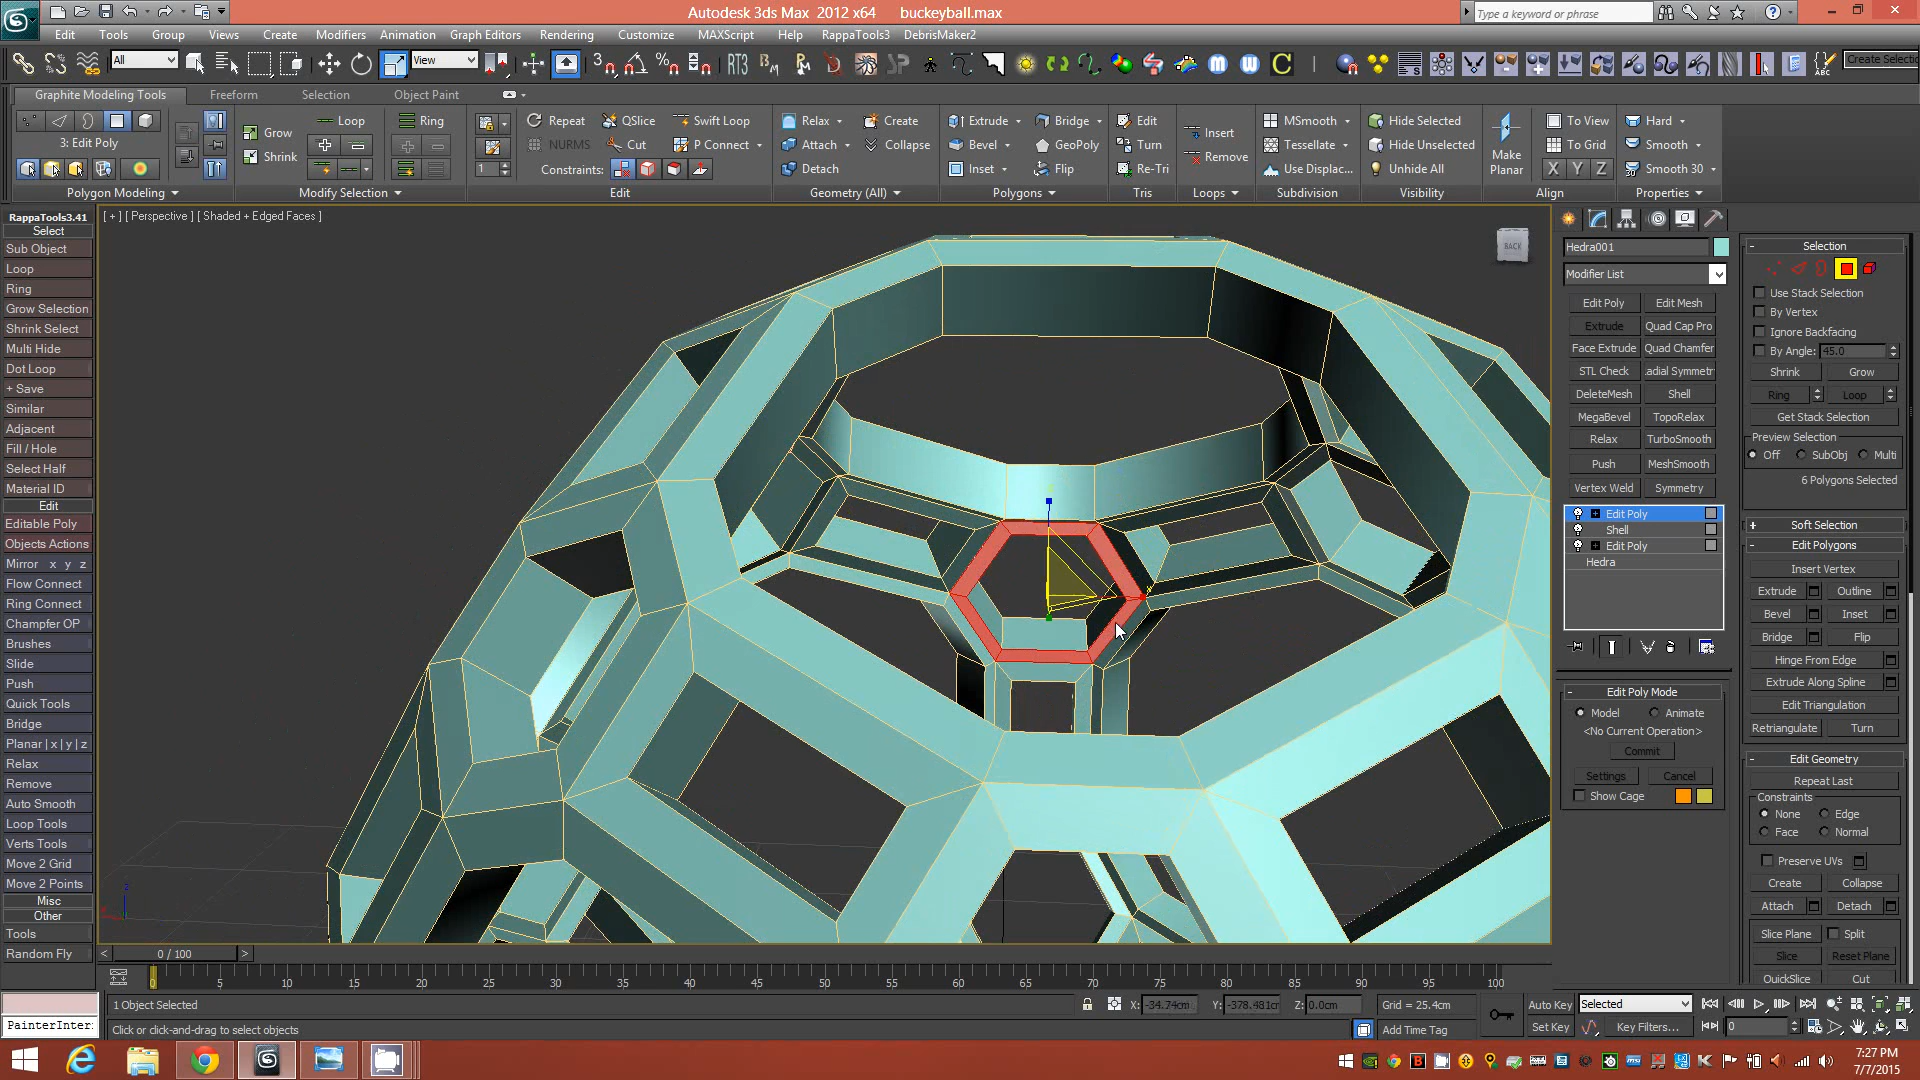 Autodesk 3ds Max 2012 x64 buckeyball.max
Type a keyword or phrase
Edit Tools Group Views Create Modifiers Animation Graph Editors Rendering Customize MAXScript Help RappaTools3 DebrisMaker2
All View RT3 Create Selectio
Graphite Modeling Tools Freeform Selection Object Paint
Loop Ring Repeat QSlice Swift Loop Relax Create Extrude Bridge Edit Insert MSmooth Hide Selected To View Hard
3: Edit Poly Grow Shrink NURMS Cut P Connect Attach Collapse Bevel GeoPoly Turn Remove Tessellate Hide Unselected Make Planar To Grid Smooth
1 Constraints: Detach Inset Flip Re-Tri Use Displac... Unhide All X Y Z Smooth 30
Polygon Modeling Modify Selection Edit Geometry (All) Polygons Tris Loops Subdivision Visibility Align Properties
RappaTools3.41
Select
Sub Object
Loop
Ring
Grow Selection
Shrink Select
Multi Hide
Dot Loop
+ Save
Similar
Adjacent
Fill / Hole
Select Half
Material ID
Edit
Editable Poly
Objects Actions
Mirror x y z
Flow Connect
Ring Connect
Champfer OP
Brushes
Slide
Push
Quick Tools
Bridge
Planar | x | y | z
Relax
Remove
Auto Smooth
Loop Tools
Verts Tools
Move 2 Grid
Move 2 Points
Misc
Other
Tools
Random Fly
[ + ] [ Perspective ] [ Shaded + Edged Faces ]
BACK
Hedra001
Modifier List
Edit Poly Edit Mesh
Extrude Quad Cap Pro
Face Extrude Quad Chamfer
STL Check adial Symmetr
DeleteMesh Shell
MegaBevel TopoRelax
Relax TurboSmooth
Push MeshSmooth
Vertex Weld Symmetry
Edit Poly
Shell
Edit Poly
Hedra
Edit Poly Mode
Model Animate
<No Current Operation>
Commit
Settings Cancel
Show Cage
Selection
Use Stack Selection
By Vertex
Ignore Backfacing
By Angle: 45.0
Shrink Grow
Ring Loop
Get Stack Selection
Preview Selection
Off SubObj Multi
6 Polygons Selected
Soft Selection
Edit Polygons
Insert Vertex
Extrude Outline
Bevel Inset
Bridge Flip
Hinge From Edge
Extrude Along Spline
Edit Triangulation
Retriangulate Turn
Edit Geometry
Repeat Last
Constraints
None Edge
Face Normal
Preserve UVs
Create Collapse
Attach Detach
Slice Plane Split
Slice Reset Plane
QuickSlice Cut
< 0 / 100 >
0 5 10 15 20 25 30 35 40 45 50 55 60 65 70 75 80 85 90 95 100
1 Object Selected X: -34.74cm Y: -378.481cm Z: 0.0cm Grid = 25.4cm Auto Key Selected
PainterInter: Click or click-and-drag to select objects Add Time Tag Set Key Key Filters... 0
7:27 PM
7/7/2015